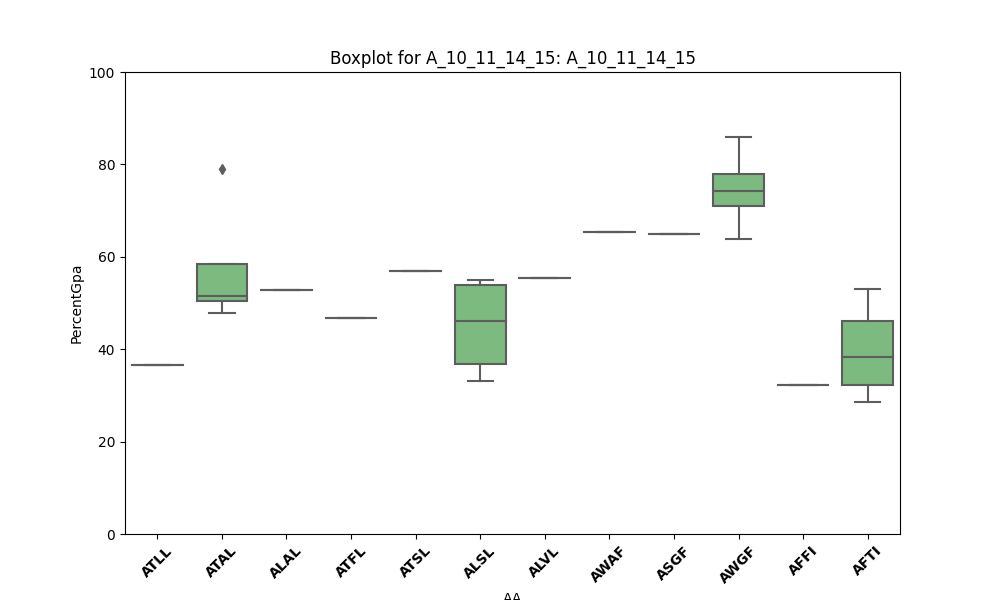 Boxplot for A_10_11_14_15: A_10_11_14_15
100
80
60
40
20
0
PercentGpa
ATLL
ATAL
ALAL
ATFL
ATSL
ALSL
ALVL
AWAF
ASGF
AWGF
AFFI
AFTI
AA